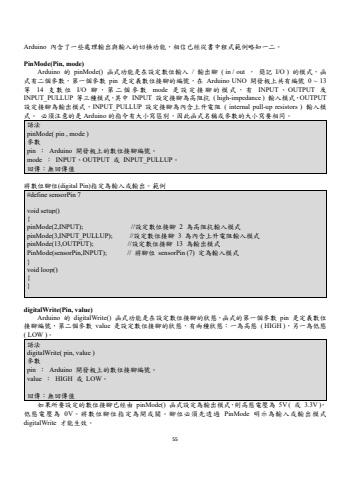 Arduino 內含了一些處理輸出與輸入的切換功能，相信已經從書中程式範例略知一二。
PinMode(Pin, mode)
Arduino 的 pinMode() 函式功能是在設定數位輸入 / 輸出腳 ( in / out ， 簡記 I/O ) 的模式，函
式有二個參數，第一個參數 pin 是定義數位接腳的編號，在 Arduino UNO 開發板上共有編號 0 ~ 13
等 14 支數位 I/O 腳，第二個參數 mode 是設定接腳的模式，有 INPUT、OUTPUT 及
INPUT_PULLUP 等三種模式，其中 INPUT 設定接腳為高阻抗 ( high-impedance ) 輸入模式，OUTPUT
設定接腳為輸出模式，INPUT_PULLUP 設定接腳為內含上升電阻 ( internal pull-up resistors ) 輸入模
式。 必須注意的是 Arduino 的指令有大小寫區別，因此函式名稱或參數的大小寫要相同。
語法
pinMode( pin , mode )
參數
pin ： Arduino 開發板上的數位接腳編號。
mode ： INPUT、OUTPUT 或 INPUT_PULLUP。
回傳：無回傳值
將數位腳位(digital Pin)指定為輸入或輸出。範例
#define sensorPin 7
void setup()
{
pinMode(2,INPUT); //設定數位接腳 2 為高阻抗輸入模式
pinMode(3,INPUT_PULLUP); //設定數位接腳 3 為內含上升電阻輸入模式
pinMode(13,OUTPUT); //設定數位接腳 13 為輸出模式
PinMode(sensorPin,INPUT); // 將腳位 sensorPin (7) 定為輸入模式
}
void loop()
{
}
digitalWrite(Pin, value)
Arduino 的 digitalWrite() 函式功能是在設定數位接腳的狀態，函式的第一個參數 pin 是定義數位
接腳編號，第二個參數 value 是設定數位接腳的狀態，有兩種狀態：一為高態 ( HIGH )，另一為低態
( LOW )。
語法
digitalWrite( pin, value )
參數
pin ： Arduino 開發板上的數位接腳編號。
value ： HIGH 或 LOW。
回傳：無回傳值
如果所要設定的數位接腳已經由 pinMode() 函式設定為輸出模式，則高態電壓為 5V ( 或 3.3V )，
低態電壓為 0V。將數位腳位指定為開或關。腳位必須先透過 PinMode 明示為輸入或輸出模式
digitalWrite 才能生效。
55